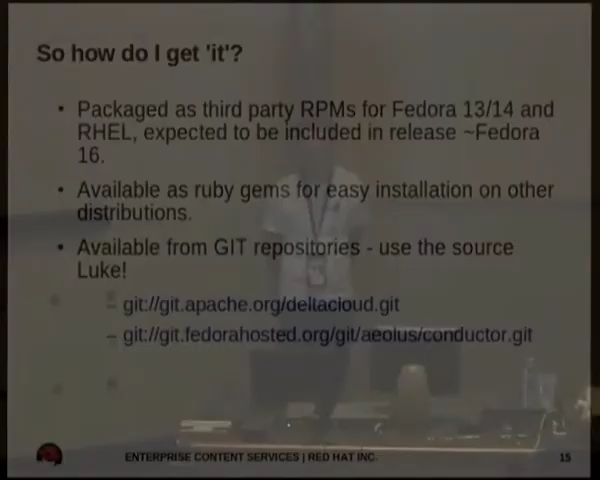 So how do I get 'it'?
• Packaged as third party RPMs for Fedora 13/14 and
RHEL, expected to be included in release ~Fedora
16.
• Available as ruby gems for easy installation on other
distributions.
• Available from GIT repositories - use the source
Luke!
– git://git.apache.org/deltacloud.git
– git://git.fedorahosted.org/git/aeolus/conductor.git
ENTERPRISE CONTENT SERVICES | RED HAT INC.
15